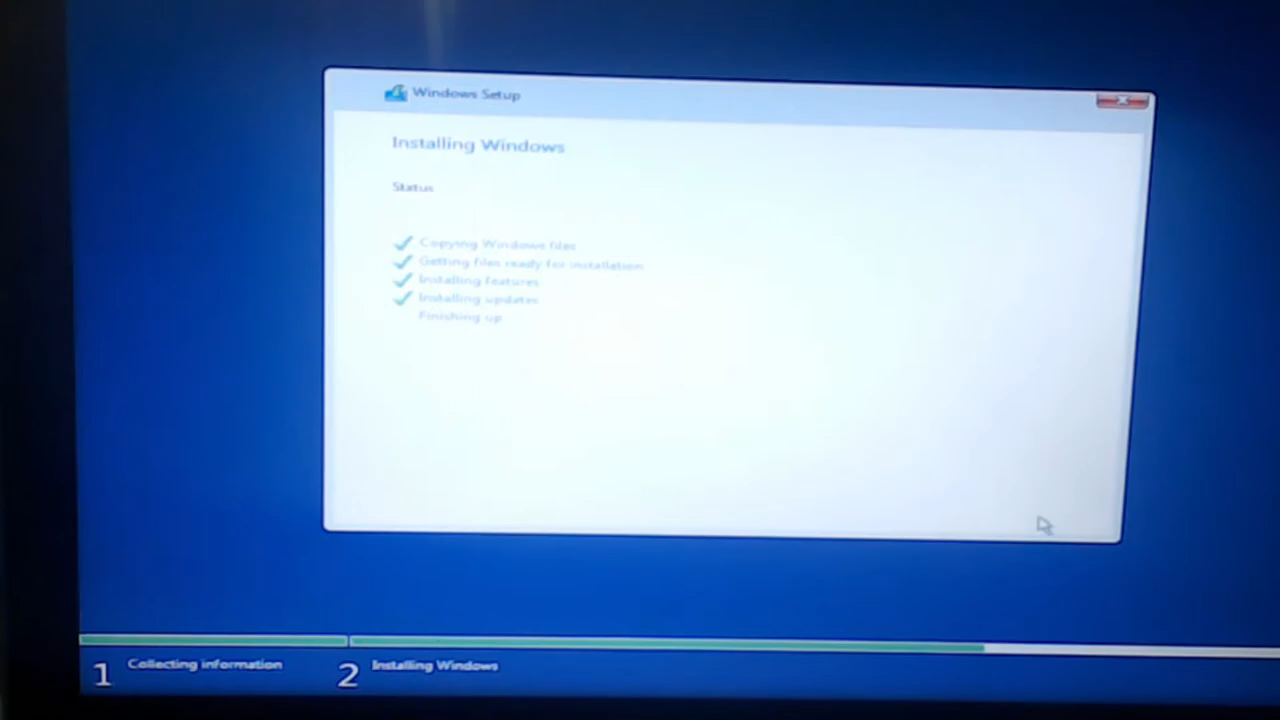 Windows Setup
Installing Windows
Status
Copying Windows files
Getting files ready for installation
Installing features
Installing updates
Finishing up
1 Collecting information
2 Installing Windows